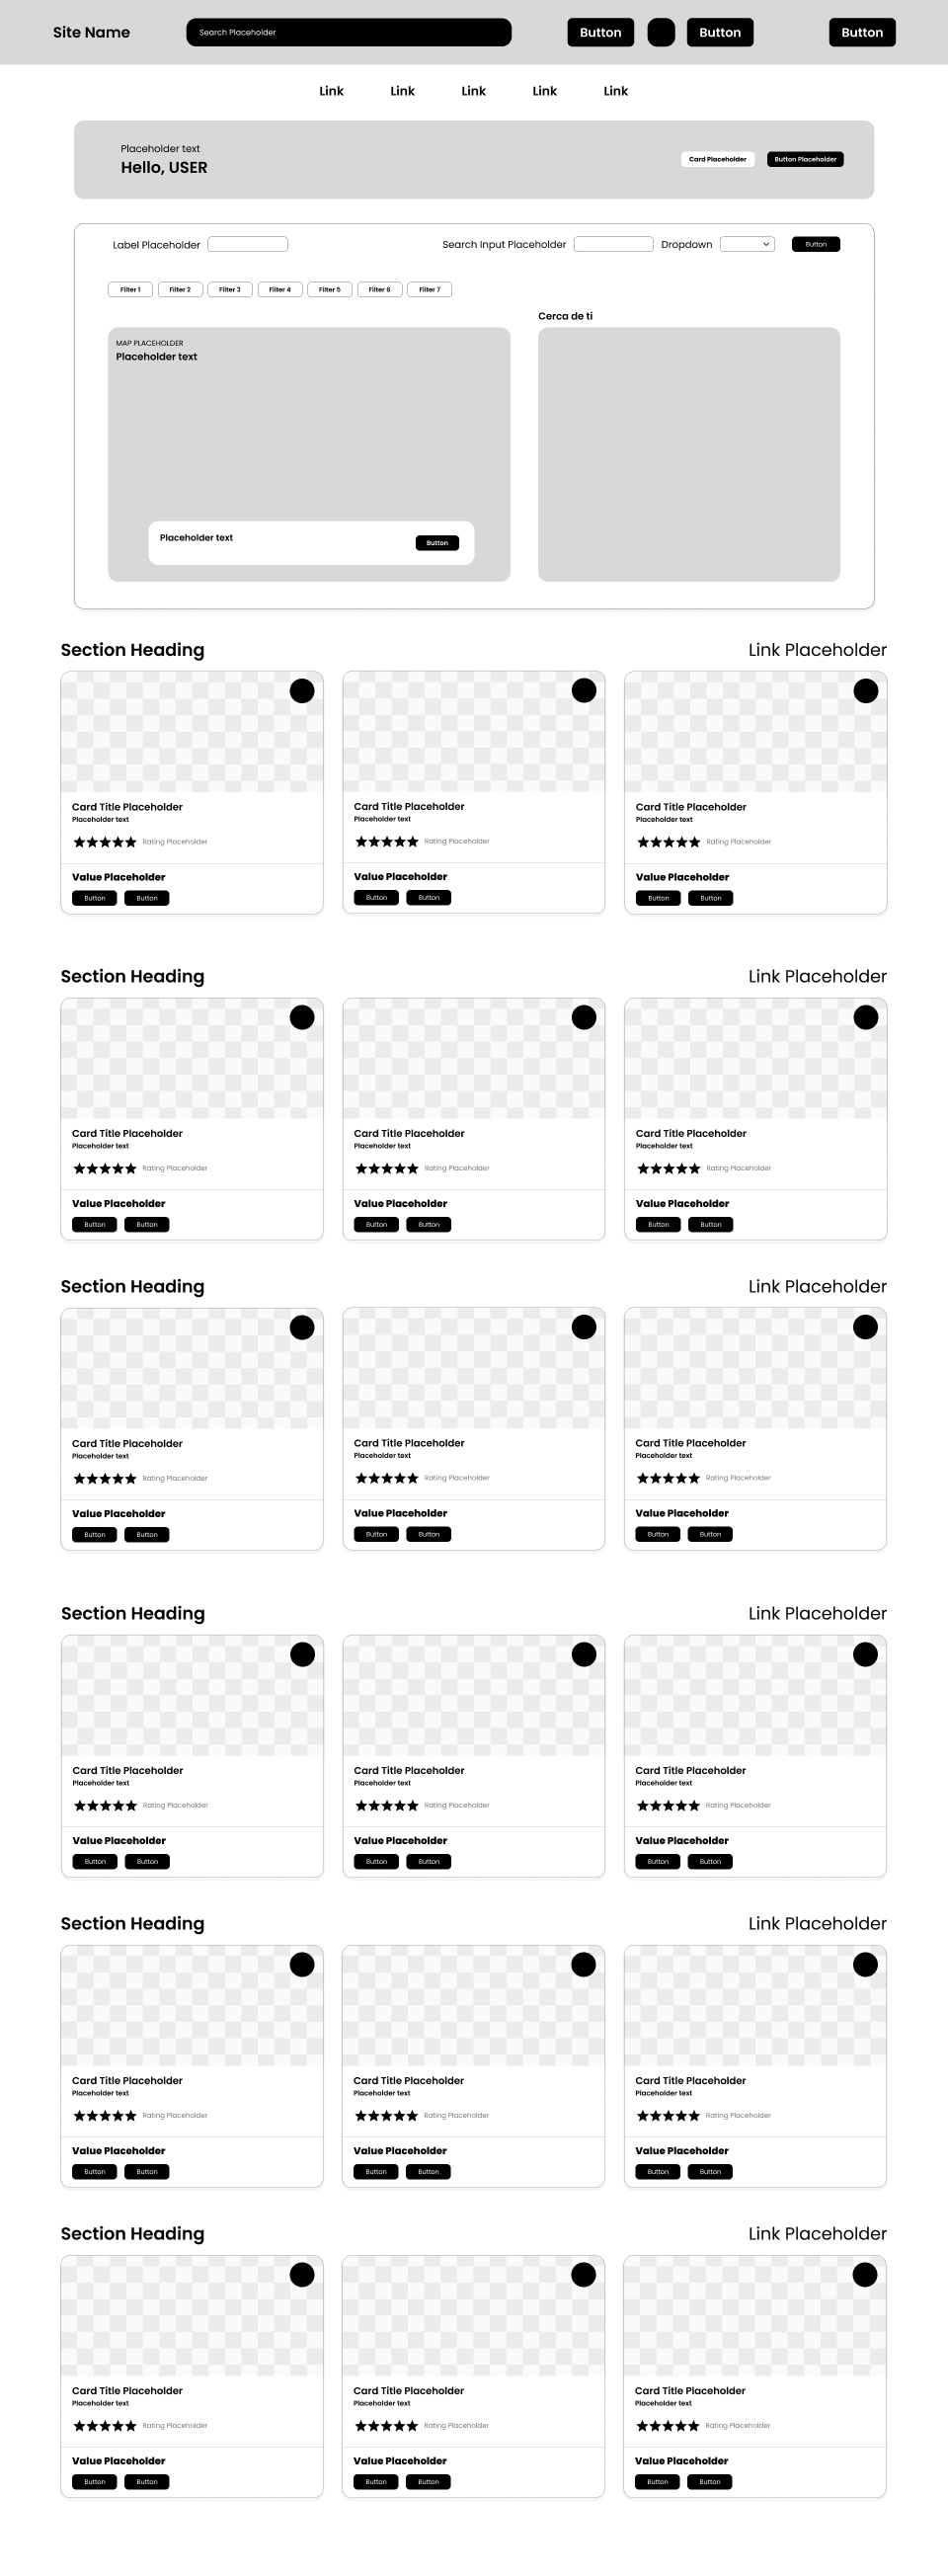 Site Name Search Placeholder Button Button Button
Link Link Link Link Link
Placeholder text
Hello, USER
Card Placeholder Button Placeholder
Label Placeholder Search Input Placeholder Dropdown Button
Filter 1 Filter 2 Filter 3 Filter 4 Filter 5 Filter 6 Filter 7
Cerca de ti
MAP PLACEHOLDER
Placeholder text
Placeholder text Button
Section Heading Link Placeholder
Card Title Placeholder Card Title Placeholder Card Title Placeholder
Placeholder text Placeholder text Placeholder text
Rating Placeholder Rating Placeholder Rating Placeholder
Value Placeholder Value Placeholder Value Placeholder
Button Button Button Button Button Button
Section Heading Link Placeholder
Card Title Placeholder Card Title Placeholder Card Title Placeholder
Placeholder text Placeholder text Placeholder text
Rating Placeholder Rating Placeholder Rating Placeholder
Value Placeholder Value Placeholder Value Placeholder
Button Button Button Button Button Button
Section Heading Link Placeholder
Card Title Placeholder Card Title Placeholder Card Title Placeholder
Placeholder text Placeholder text Placeholder text
Rating Placeholder Rating Placeholder Rating Placeholder
Value Placeholder Value Placeholder Value Placeholder
Button Button Button Button Button Button
Section Heading Link Placeholder
Card Title Placeholder Card Title Placeholder Card Title Placeholder
Placeholder text Placeholder text Placeholder text
Rating Placeholder Rating Placeholder Rating Placeholder
Value Placeholder Value Placeholder Value Placeholder
Button Button Button Button Button Button
Section Heading Link Placeholder
Card Title Placeholder Card Title Placeholder Card Title Placeholder
Placeholder text Placeholder text Placeholder text
Rating Placeholder Rating Placeholder Rating Placeholder
Value Placeholder Value Placeholder Value Placeholder
Button Button Button Button Button Button
Section Heading Link Placeholder
Card Title Placeholder Card Title Placeholder Card Title Placeholder
Placeholder text Placeholder text Placeholder text
Rating Placeholder Rating Placeholder Rating Placeholder
Value Placeholder Value Placeholder Value Placeholder
Button Button Button Button Button Button